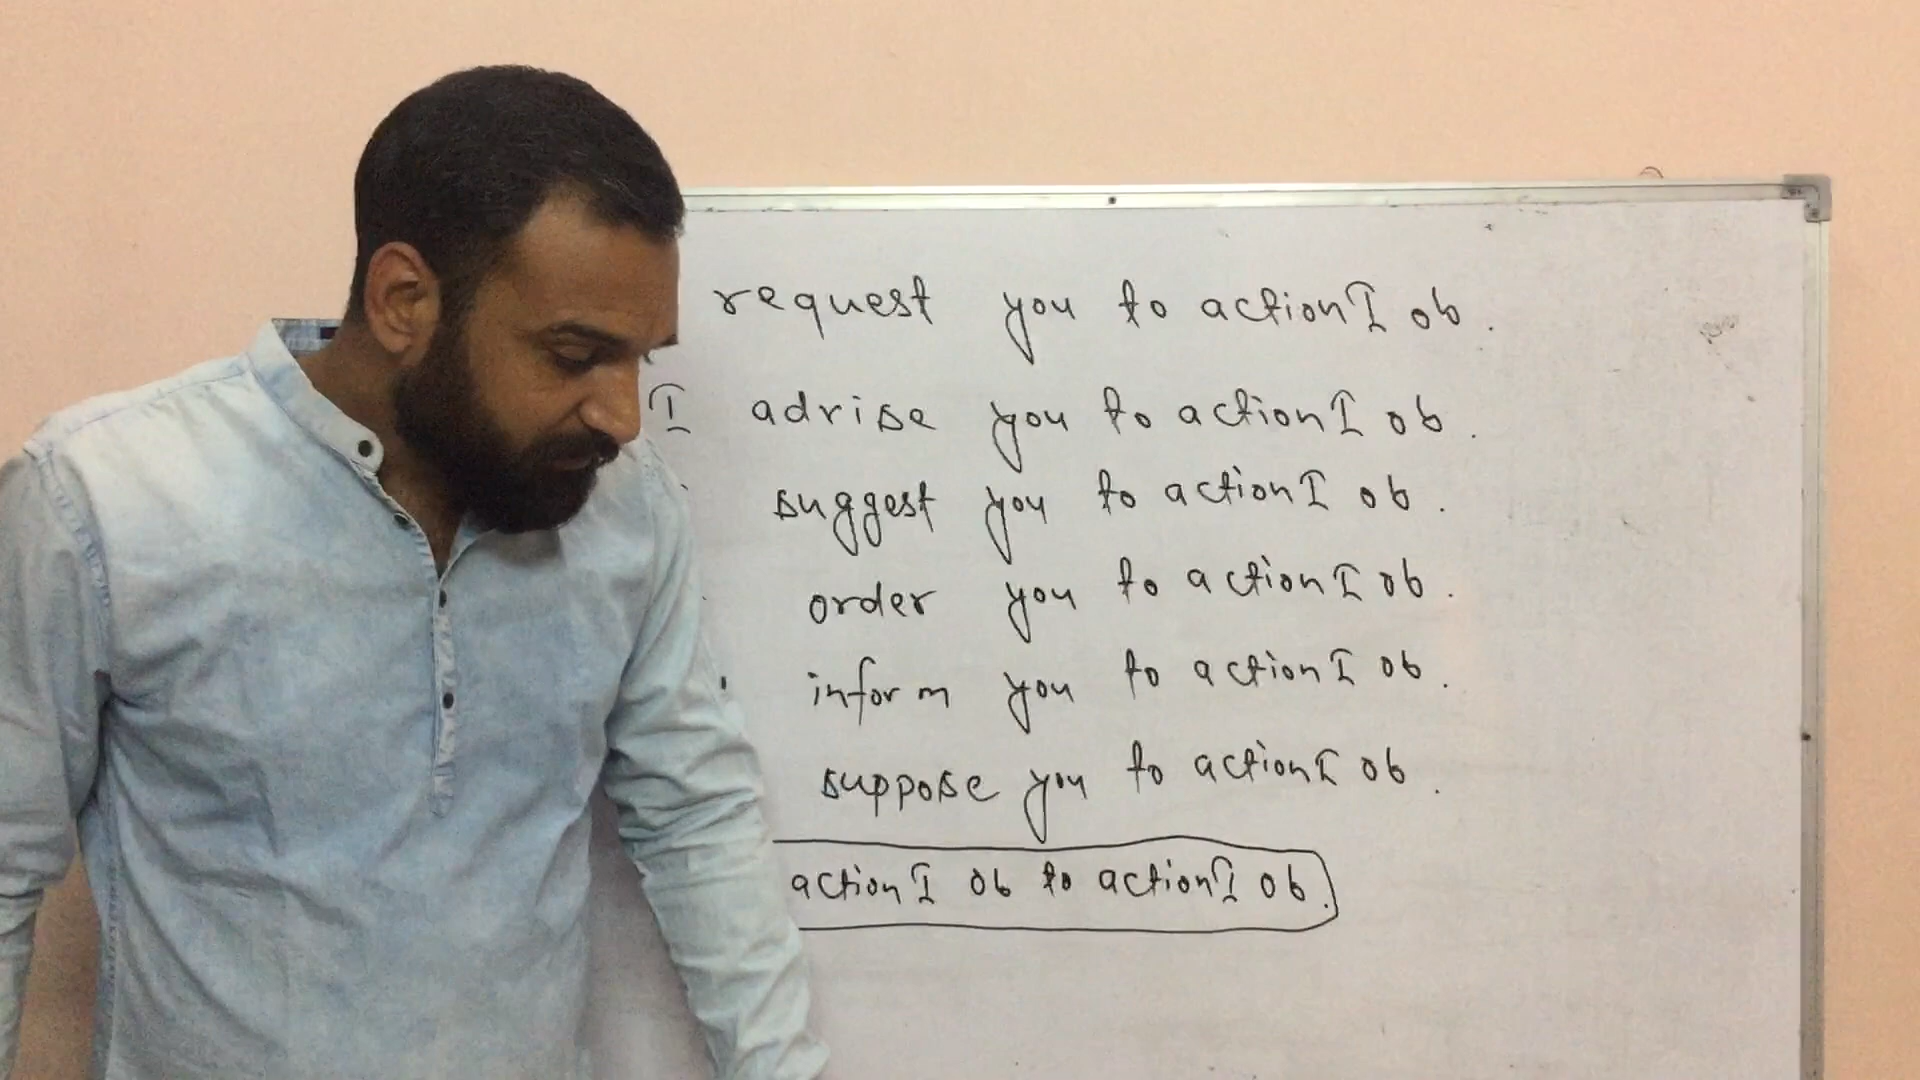 request you to action I ob.
I advise you to action I ob.
suggest you to action I ob.
order you to action I ob.
inform you to action I ob.
suppose you to action I ob.
action I ob to action I ob.